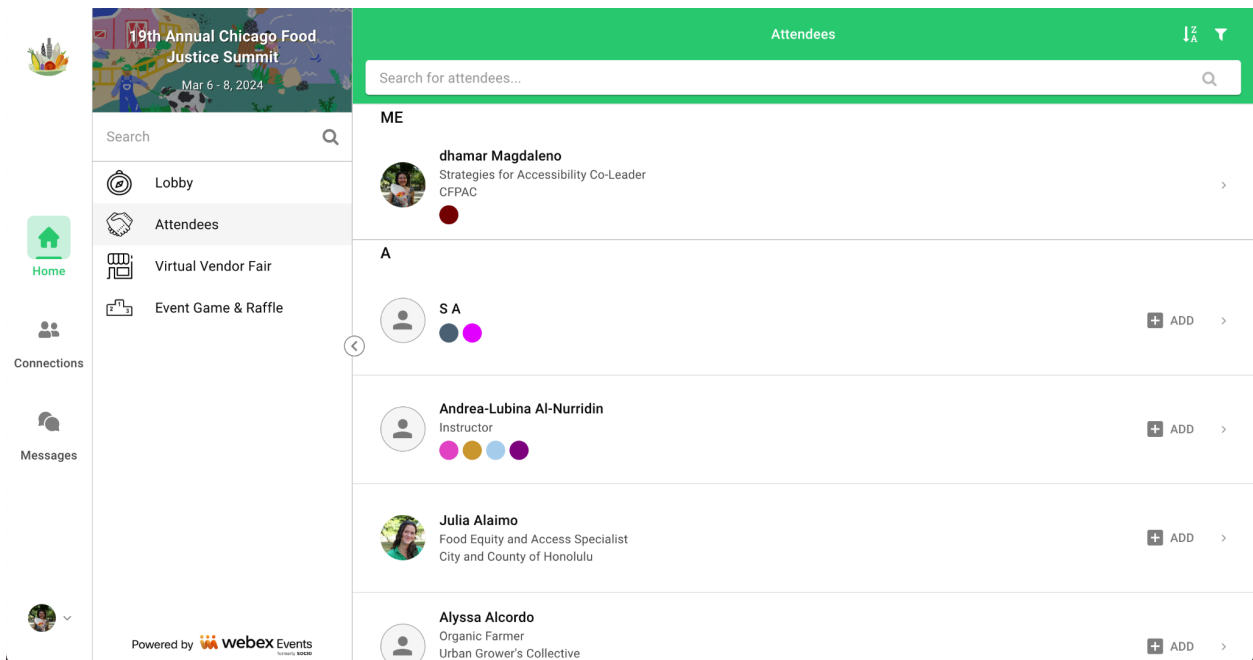 19th Annual Chicago Food
Justice Summit
Mar 6 - 8, 2024
Search
Lobby
Attendees
Virtual Vendor Fair
Event Game & Raffle
Home
Connections
Messages
Powered by webex Events
formerly socio
Attendees
Search for attendees...
ME
dhamar Magdaleno
Strategies for Accessibility Co-Leader
CFPAC
A
S A
ADD
Andrea-Lubina Al-Nurridin
Instructor
ADD
Julia Alaimo
Food Equity and Access Specialist
City and County of Honolulu
ADD
Alyssa Alcordo
Organic Farmer
Urban Grower's Collective
ADD